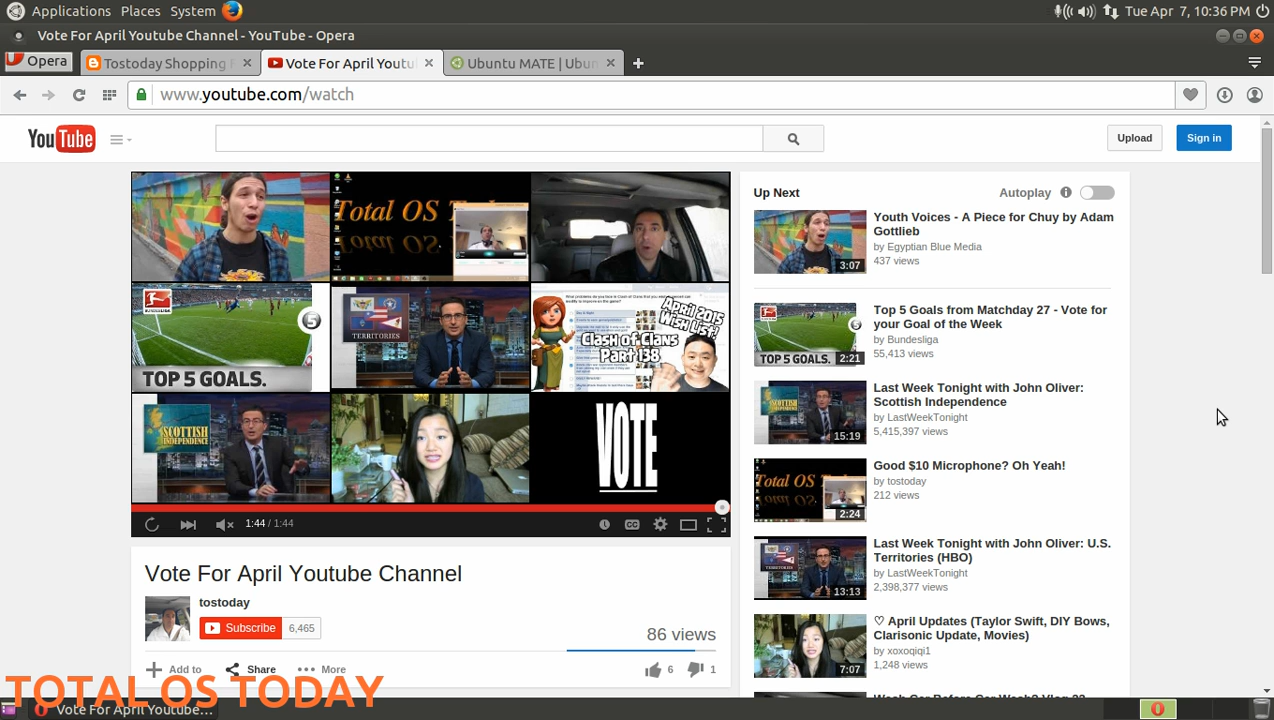 Applications Places System
Tue Apr 7, 10:36 PM
Vote For April Youtube Channel - YouTube - Opera
Opera
Tostoday Shopping
Vote For April Youtu
Ubuntu MATE | Ubun
www.youtube.com/watch
YouTube
Upload
Sign in
Total OS
TOP 5 GOALS.
TERRITORIES
April 2015
Wish List!
Clash of Clans
Part 138
SCOTTISH
INDEPENDENCE
VOTE
1:44 / 1:44
CC
Vote For April Youtube Channel
tostoday
Subscribe 6,465
86 views
Add to Share More
6 1
Up Next
Autoplay
3:07
Youth Voices - A Piece for Chuy by Adam
Gottlieb
by Egyptian Blue Media
437 views
TOP 5 GOALS.
2:21
Top 5 Goals from Matchday 27 - Vote for
your Goal of the Week
by Bundesliga
55,413 views
15:19
Last Week Tonight with John Oliver:
Scottish Independence
by LastWeekTonight
5,415,397 views
2:24
Good $10 Microphone? Oh Yeah!
by tostoday
212 views
13:13
Last Week Tonight with John Oliver: U.S.
Territories (HBO)
by LastWeekTonight
2,398,377 views
7:07
♡ April Updates (Taylor Swift, DIY Bows,
Clarisonic Update, Movies)
by xoxoqiqi1
1,248 views
TOTAL OS TODAY
Vote For April Youtube...